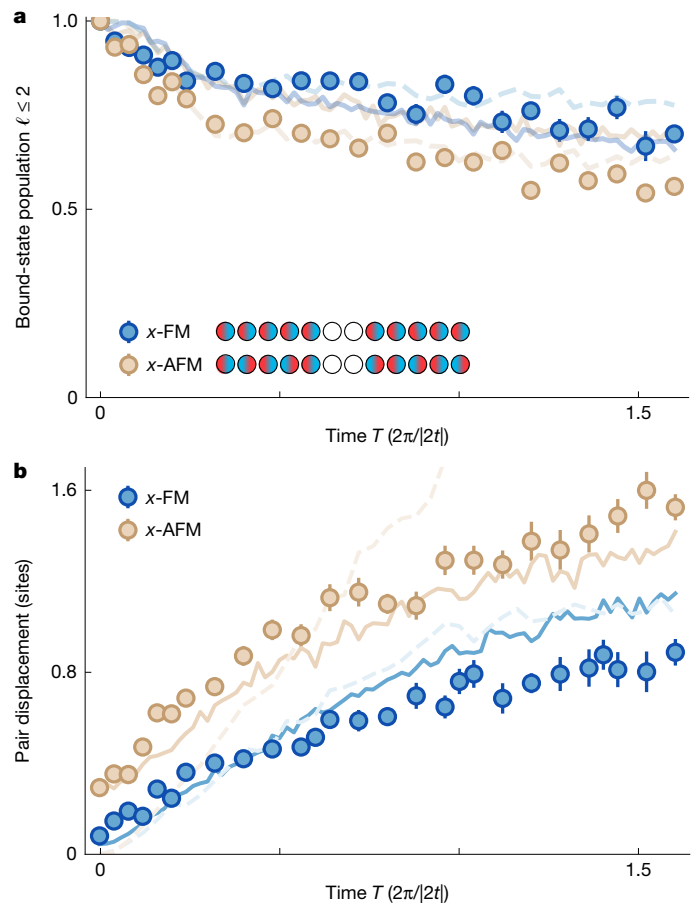 a
1.0
0.5
0
Bound-state population ℓ ≤ 2
x-FM
x-AFM
0
1.5
Time T (2π/|2t|)
b
1.6
0.8
0
Pair displacement (sites)
x-FM
x-AFM
0
1.5
Time T (2π/|2t|)